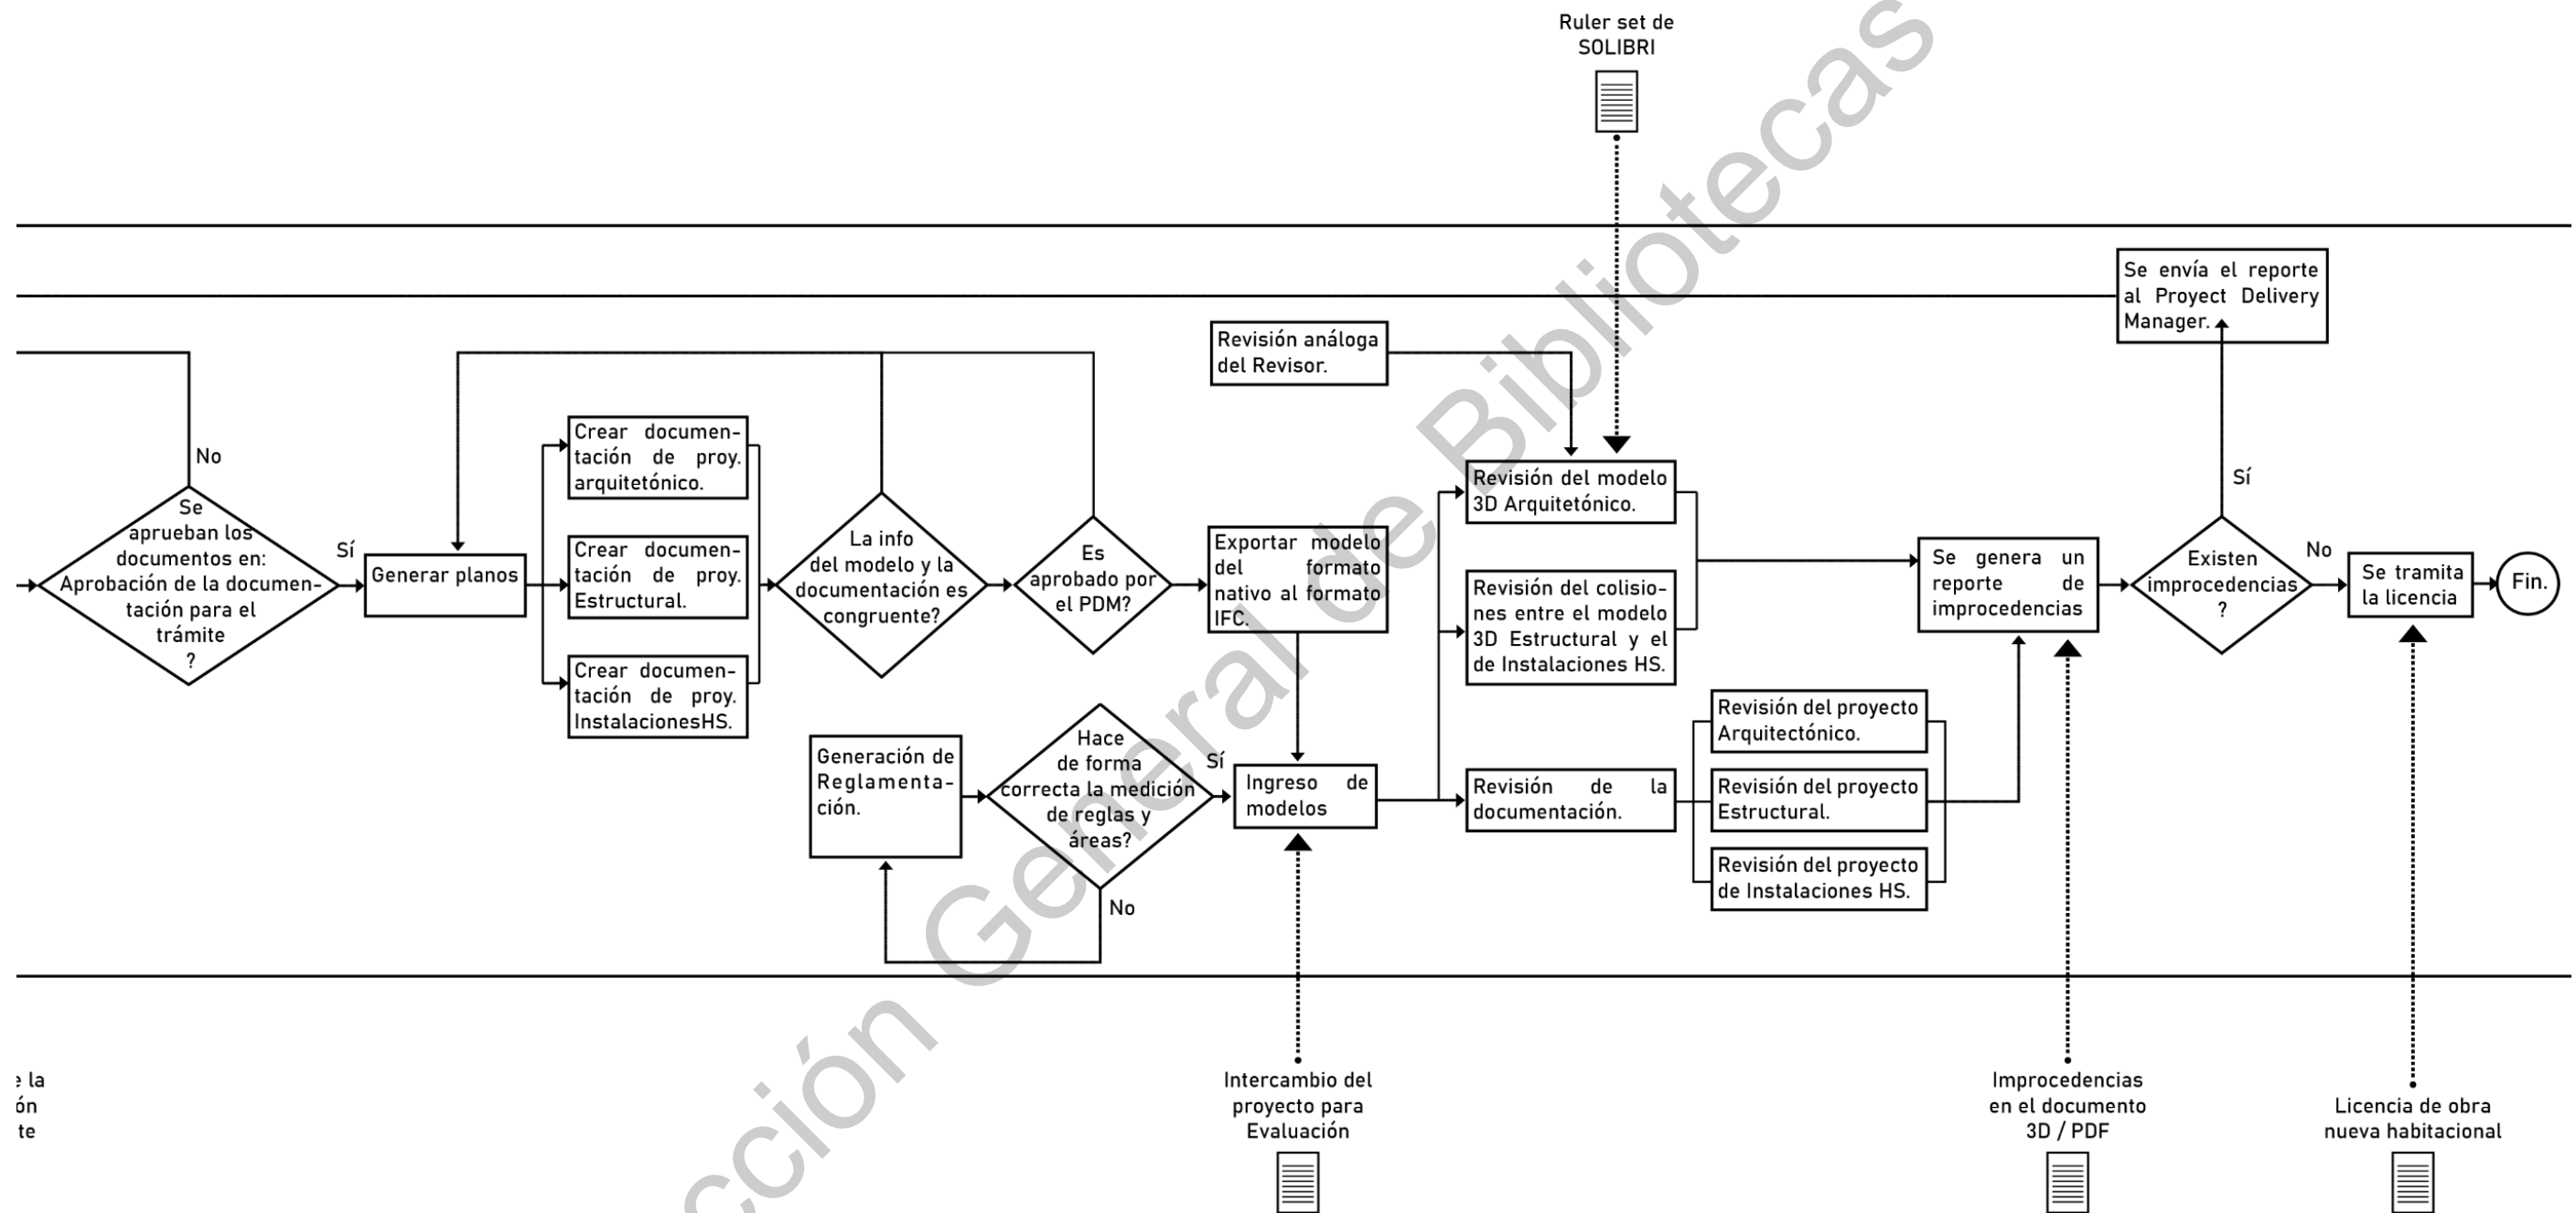 Ruler set de
SOLIBRI
Se envía el reporte
al Proyect Delivery
Manager.
Revisión análoga
del Revisor.
No
Se
aprueban los
documentos en:
Aprobación de la documen-
tación para el
trámite
?
Sí
Generar planos
Crear documen-
tación de proy.
arquitetónico.
Crear documen-
tación de proy.
Estructural.
Crear documen-
tación de proy.
InstalacionesHS.
La info
del modelo y la
documentación es
congruente?
Es
aprobado por
el PDM?
Exportar modelo
del formato
nativo al formato
IFC.
Generación de
Reglamenta-
ción.
Hace
de forma
correcta la medición
de reglas y
áreas?
Sí
No
Ingreso de
modelos
Revisión del modelo
3D Arquitetónico.
Revisión del colisio-
nes entre el modelo
3D Estructural y el
de Instalaciones HS.
Revisión de la
documentación.
Revisión del proyecto
Arquitectónico.
Revisión del proyecto
Estructural.
Revisión del proyecto
de Instalaciones HS.
Se genera un
reporte de
improcedencias
Sí
Existen
improcedencias
?
No
Se tramita
la licencia
Fin.
e la
ón
te
Intercambio del
proyecto para
Evaluación
Improcedencias
en el documento
3D / PDF
Licencia de obra
nueva habitacional
cción General de Bibliotecas